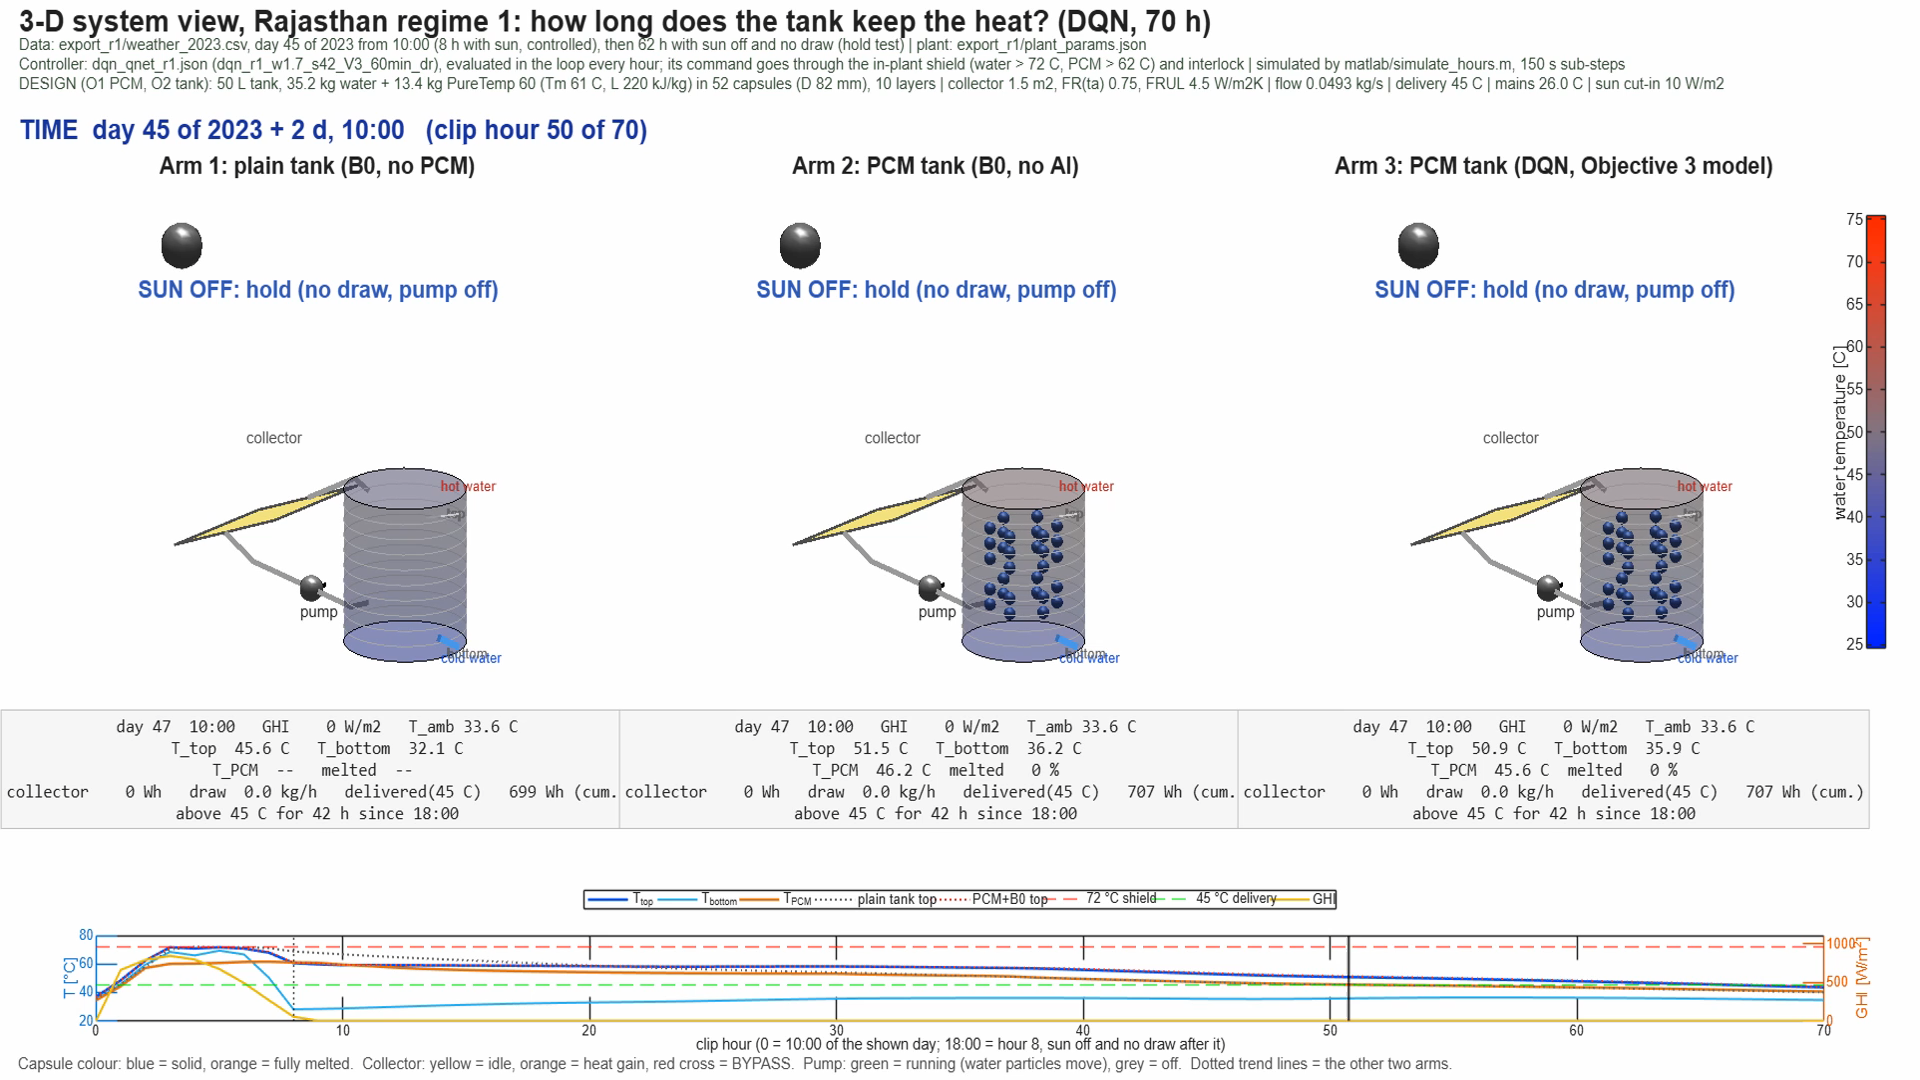 3-D system view, Rajasthan regime 1: how long does the tank keep the heat? (DQN, 70 h)
Data: export_r1/weather_2023.csv, day 45 of 2023 from 10:00 (8 h with sun, controlled), then 62 h with sun off and no draw (hold test) | plant: export_r1/plant_params.json
Controller: dqn_qnet_r1.json (dqn_r1_w1.7_s42_V3_60min_dr), evaluated in the loop every hour; its command goes through the in-plant shield (water > 72 C, PCM > 62 C) and interlock | simulated by matlab/simulate_hours.m, 150 s sub-steps
DESIGN (O1 PCM, O2 tank): 50 L tank, 35.2 kg water + 13.4 kg PureTemp 60 (Tm 61 C, L 220 kJ/kg) in 52 capsules (D 82 mm), 10 layers | collector 1.5 m2, FR(ta) 0.75, FRUL 4.5 W/m2K | flow 0.0493 kg/s | delivery 45 C | mains 26.0 C | sun cut-in 10 W/m2
TIME day 45 of 2023 + 2 d, 10:00 (clip hour 50 of 70)
Arm 1: plain tank (B0, no PCM)
Arm 2: PCM tank (B0, no AI)
Arm 3: PCM tank (DQN, Objective 3 model)
SUN OFF: hold (no draw, pump off)
SUN OFF: hold (no draw, pump off)
SUN OFF: hold (no draw, pump off)
collector
hot water
top
pump
bottom
cold water
collector
hot water
top
pump
bottom
cold water
collector
hot water
top
pump
bottom
cold water
75
70
65
60
55
50
45
40
35
30
25
water temperature [C]
day 47 10:00 GHI 0 W/m2 T_amb 33.6 C
T_top 45.6 C T_bottom 32.1 C
T_PCM -- melted --
collector 0 Wh draw 0.0 kg/h delivered(45 C) 699 Wh (cum.
above 45 C for 42 h since 18:00
day 47 10:00 GHI 0 W/m2 T_amb 33.6 C
T_top 51.5 C T_bottom 36.2 C
T_PCM 46.2 C melted 0 %
collector 0 Wh draw 0.0 kg/h delivered(45 C) 707 Wh (cum.
above 45 C for 42 h since 18:00
day 47 10:00 GHI 0 W/m2 T_amb 33.6 C
T_top 50.9 C T_bottom 35.9 C
T_PCM 45.6 C melted 0 %
collector 0 Wh draw 0.0 kg/h delivered(45 C) 707 Wh (cum.)
above 45 C for 42 h since 18:00
T_top T_bottom T_PCM plain tank top PCM+B0 top 72 °C shield 45 °C delivery GHI
80
60
40
20
T [°C]
1000
500
0
GHI [W/m²]
0 10 20 30 40 50 60 70
clip hour (0 = 10:00 of the shown day; 18:00 = hour 8, sun off and no draw after it)
Capsule colour: blue = solid, orange = fully melted. Collector: yellow = idle, orange = heat gain, red cross = BYPASS. Pump: green = running (water particles move), grey = off. Dotted trend lines = the other two arms.